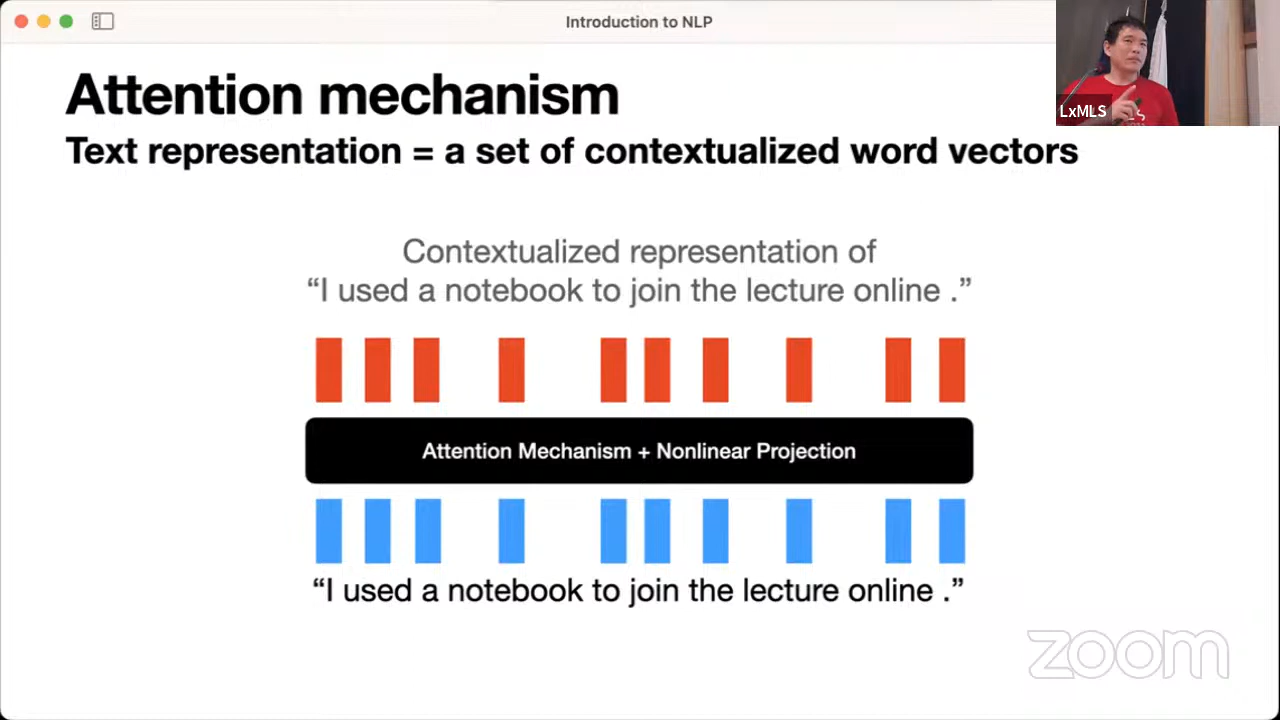 Introduction to NLP
Attention mechanism
LxMLS
Text representation = a set of contextualized word vectors
Contextualized representation of
“I used a notebook to join the lecture online .”
Attention Mechanism + Nonlinear Projection
“I used a notebook to join the lecture online .”
zoom